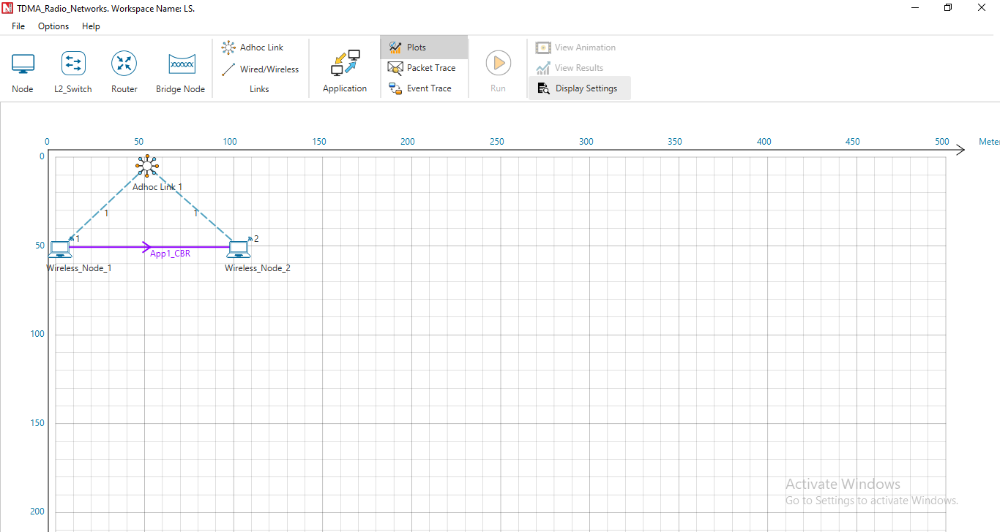 TDMA_Radio_Networks. Workspace Name: LS.
File Options Help
Node
L2_Switch
Router
Bridge Node
Adhoc Link
Wired/Wireless
Links
Application
Plots
Packet Trace
Event Trace
Run
View Animation
View Results
Display Settings
0 50 100 150 200 250 300 350 400 450 500 Meter
0
Adhoc Link 1
1 1
50
1 2
App1_CBR
Wireless_Node_1 Wireless_Node_2
100
150
Activate Windows
Go to Settings to activate Windows.
200